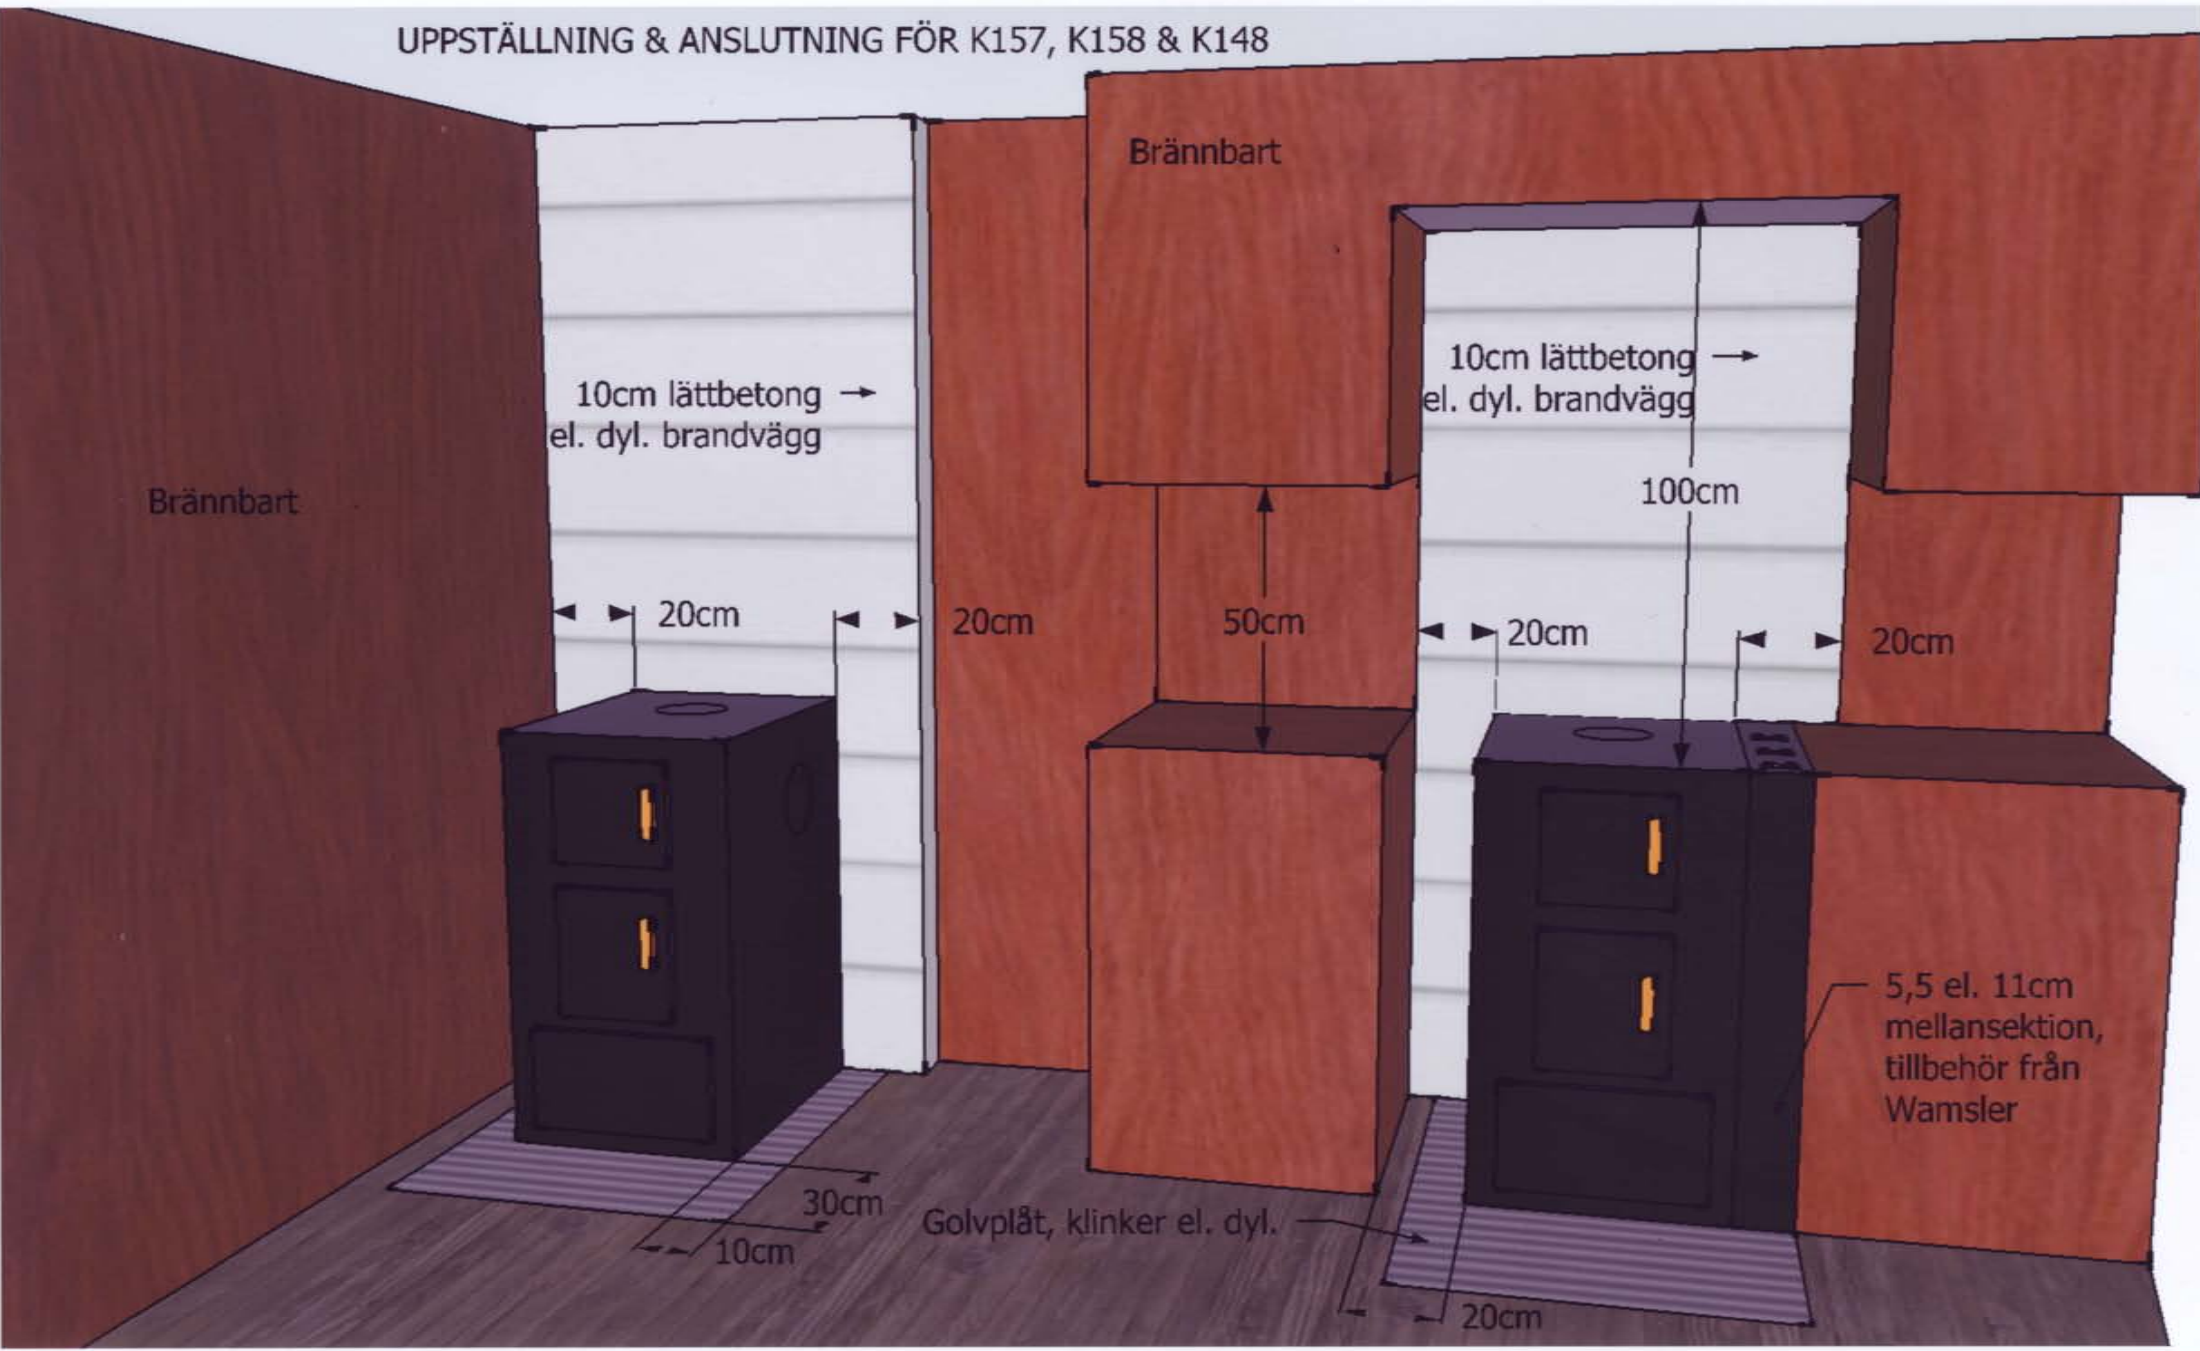 UPPSTÄLLNING & ANSLUTNING FÖR K157, K158 & K148
Brännbart
Brännbart
10cm lättbetong
el. dyl. brandvägg
10cm lättbetong
el. dyl. brandvägg
100cm
20cm
20cm
50cm
20cm
20cm
5,5 el. 11cm
mellansektion,
tillbehör från
Wamsler
30cm
10cm
Golvplåt, klinker el. dyl.
20cm